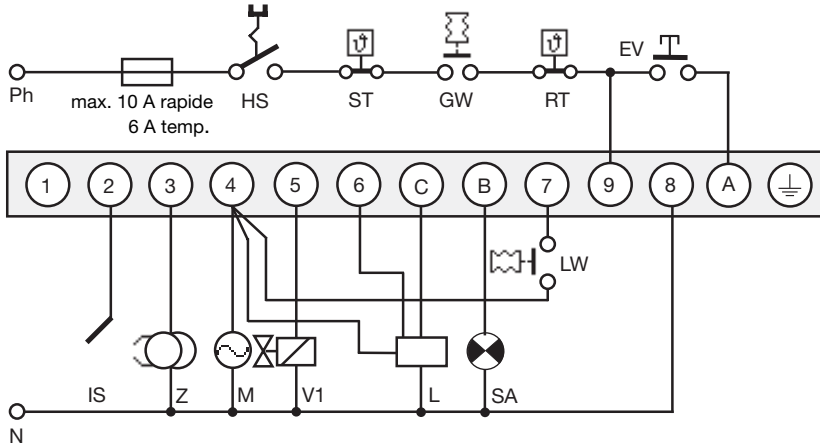 EV
Ph
max. 10 A rapide
6 A temp.
HS
ST
GW
RT
1 2 3 4 5 6 C B 7 9 8 A
LW
IS
Z
M
V1
L
SA
N